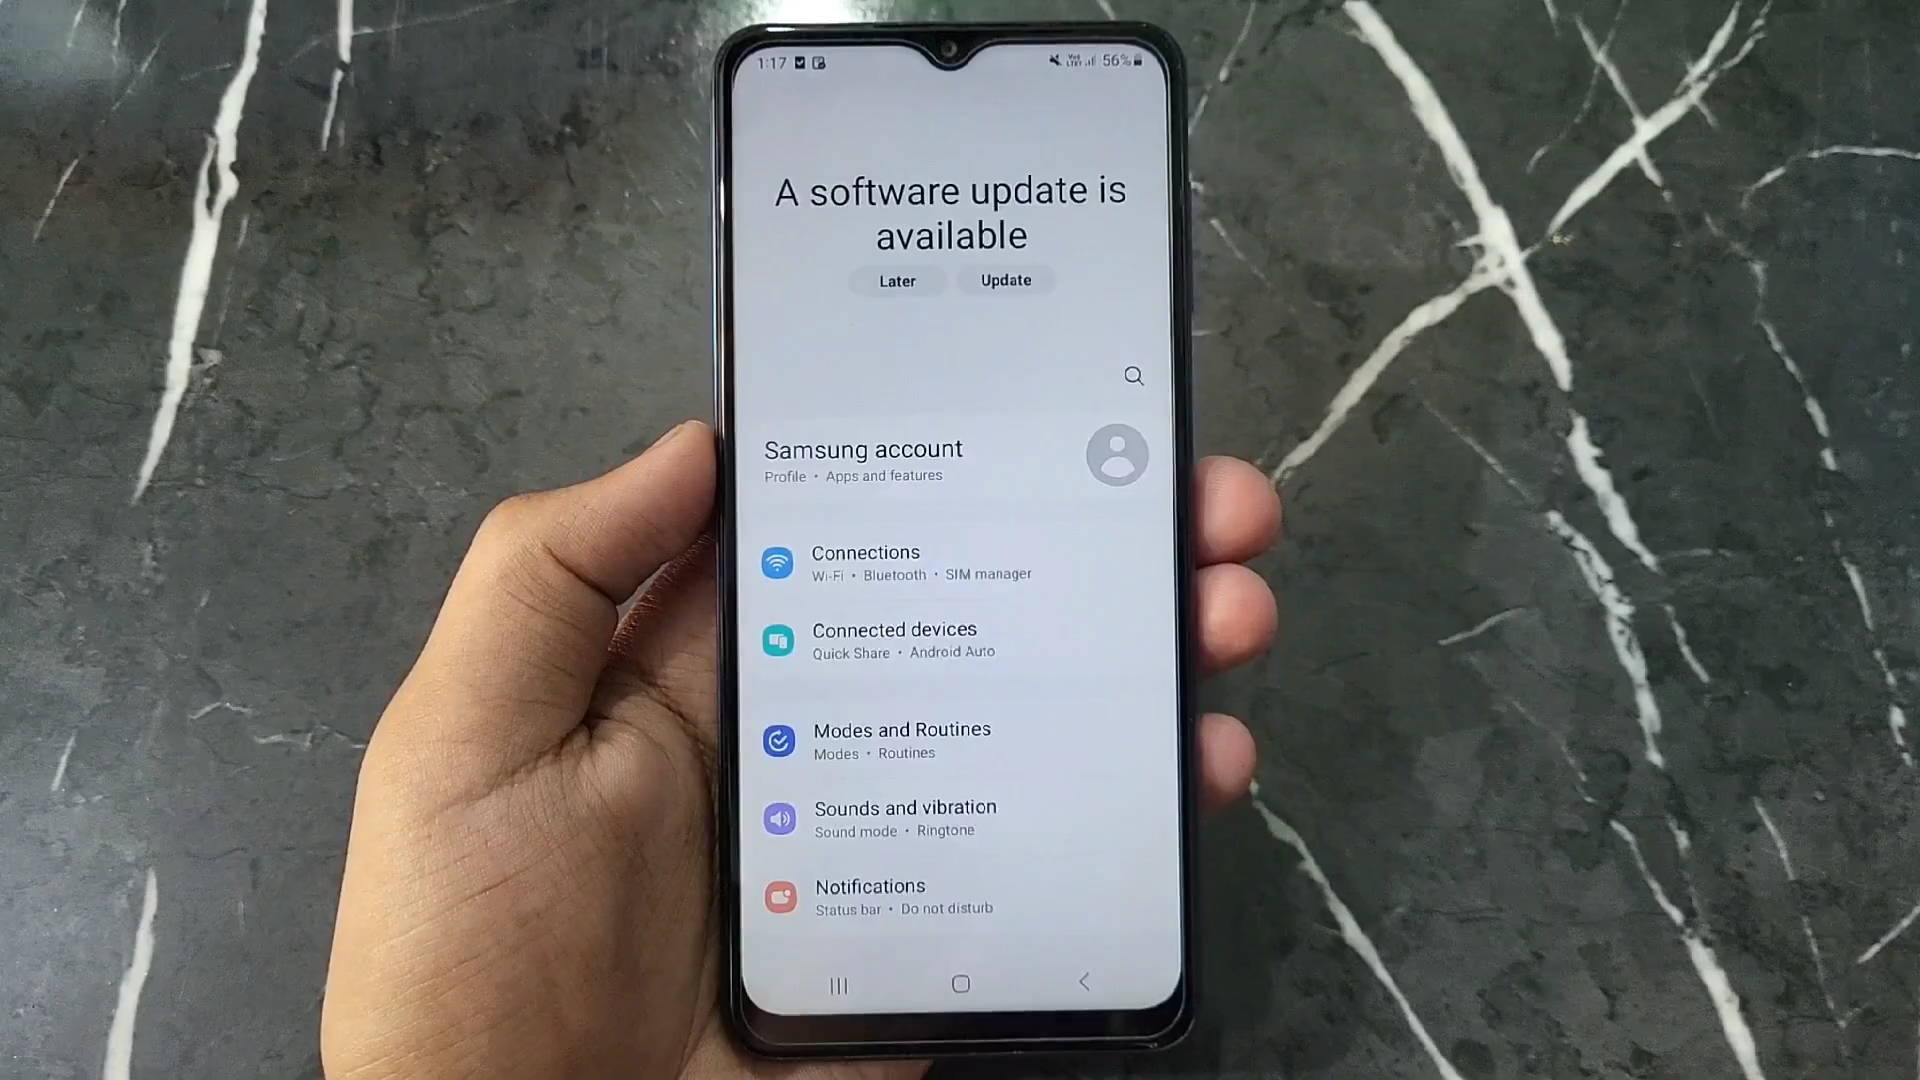 1:17 56%
A software update is
available
Later Update
Samsung account
Profile • Apps and features
Connections
Wi-Fi • Bluetooth • SIM manager
Connected devices
Quick Share • Android Auto
Modes and Routines
Modes • Routines
Sounds and vibration
Sound mode • Ringtone
Notifications
Status bar • Do not disturb